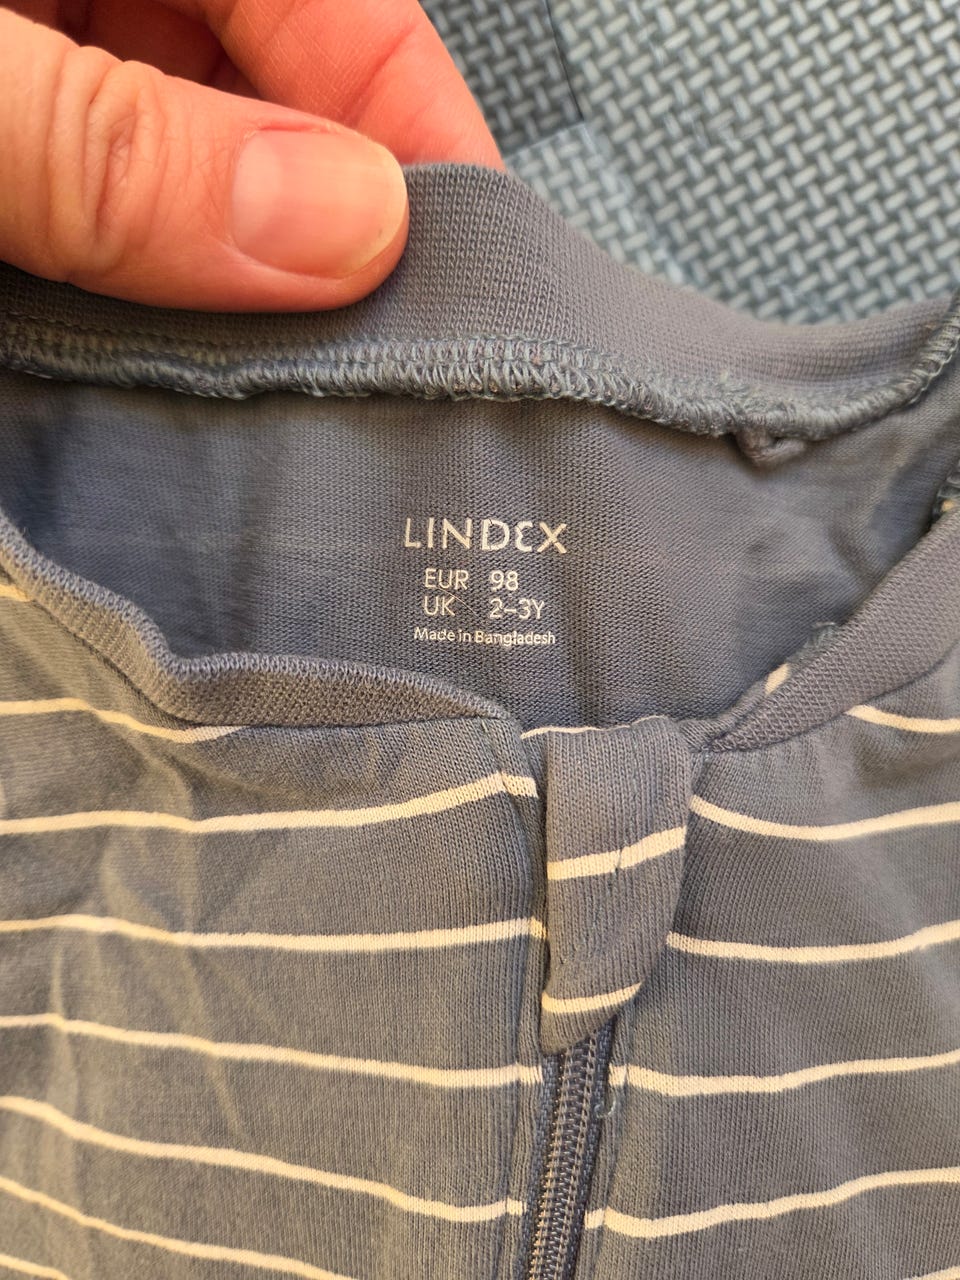 LINDEX
EUR 98
UK 2-3Y
Made in Bangladesh